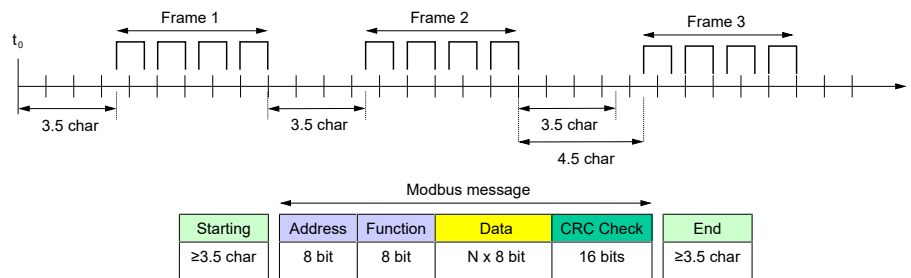 Frame 1
Frame 2
Frame 3
t0
3.5 char
3.5 char
3.5 char
4.5 char
Modbus message
Starting Address Function Data CRC Check End
≥3.5 char 8 bit 8 bit N x 8 bit 16 bits ≥3.5 char